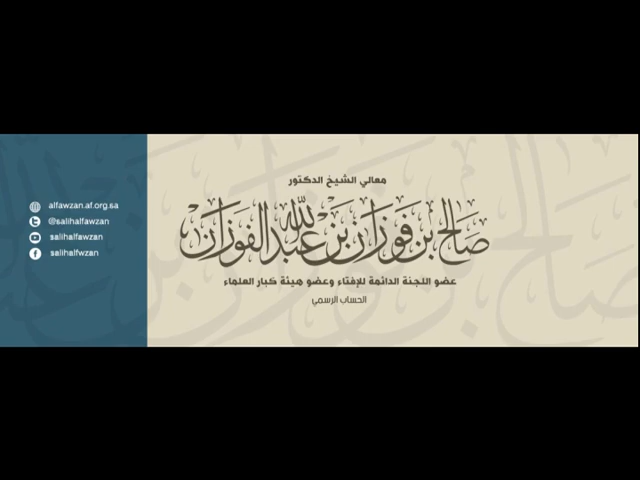 معالي الشيخ الدكتور
صالح بن فوزان بن عبدالله الفوزان
عضو اللجنة الدائمة للإفتاء وعضو هيئة كبار العلماء
الحساب الرسمي
alfawzan.af.org.sa
@salihalfawzan
salihalfawzan
salihalfwzan